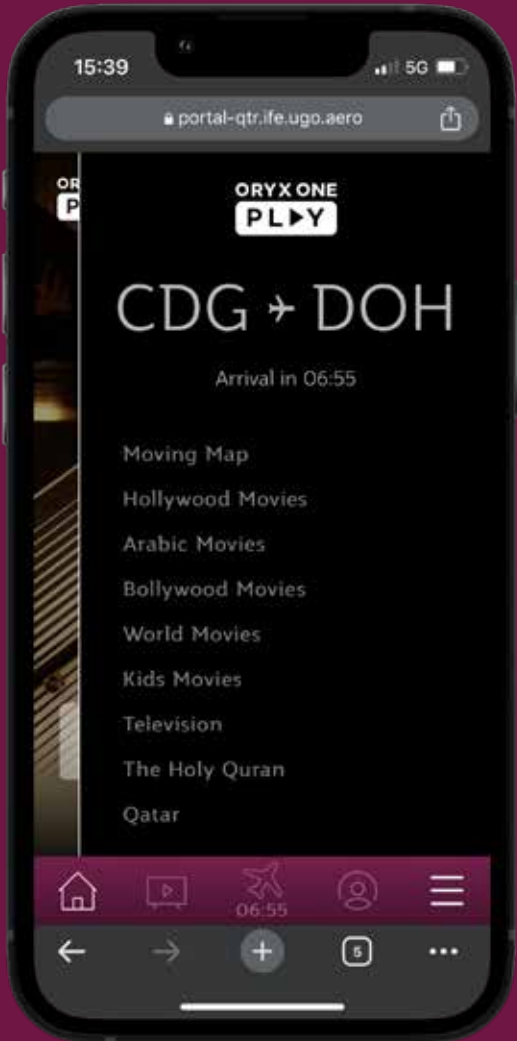 15:39
5G
portal-qtr.ife.ugo.aero
OR
P
ORYX ONE
PLAY
CDG DOH
Arrival in 06:55
Moving Map
Hollywood Movies
Arabic Movies
Bollywood Movies
World Movies
Kids Movies
Television
The Holy Quran
Qatar
06:55
5